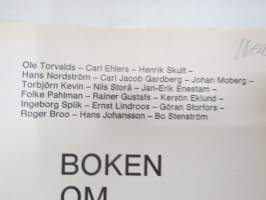 Ole Torvalds – Carl Ehlers – Henrik Skult –
Hans Nordström – Carl Jacob Gardberg – Johan Moberg –
Torbjörn Kevin – Nils Storå – Jan-Erik Enestam –
Folke Pahlman – Rainer Gustafs – Kerstin Eklund –
Ingeborg Spiik – Ernst Lindroos – Göran Storfors –
Roger Broo – Hans Johansson – Bo Stenström
BOKEN
OM